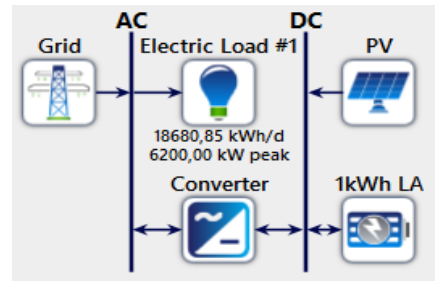 AC
DC
Grid
Electric Load #1
PV
18680,85 kWh/d
6200,00 kW peak
Converter
1kWh LA